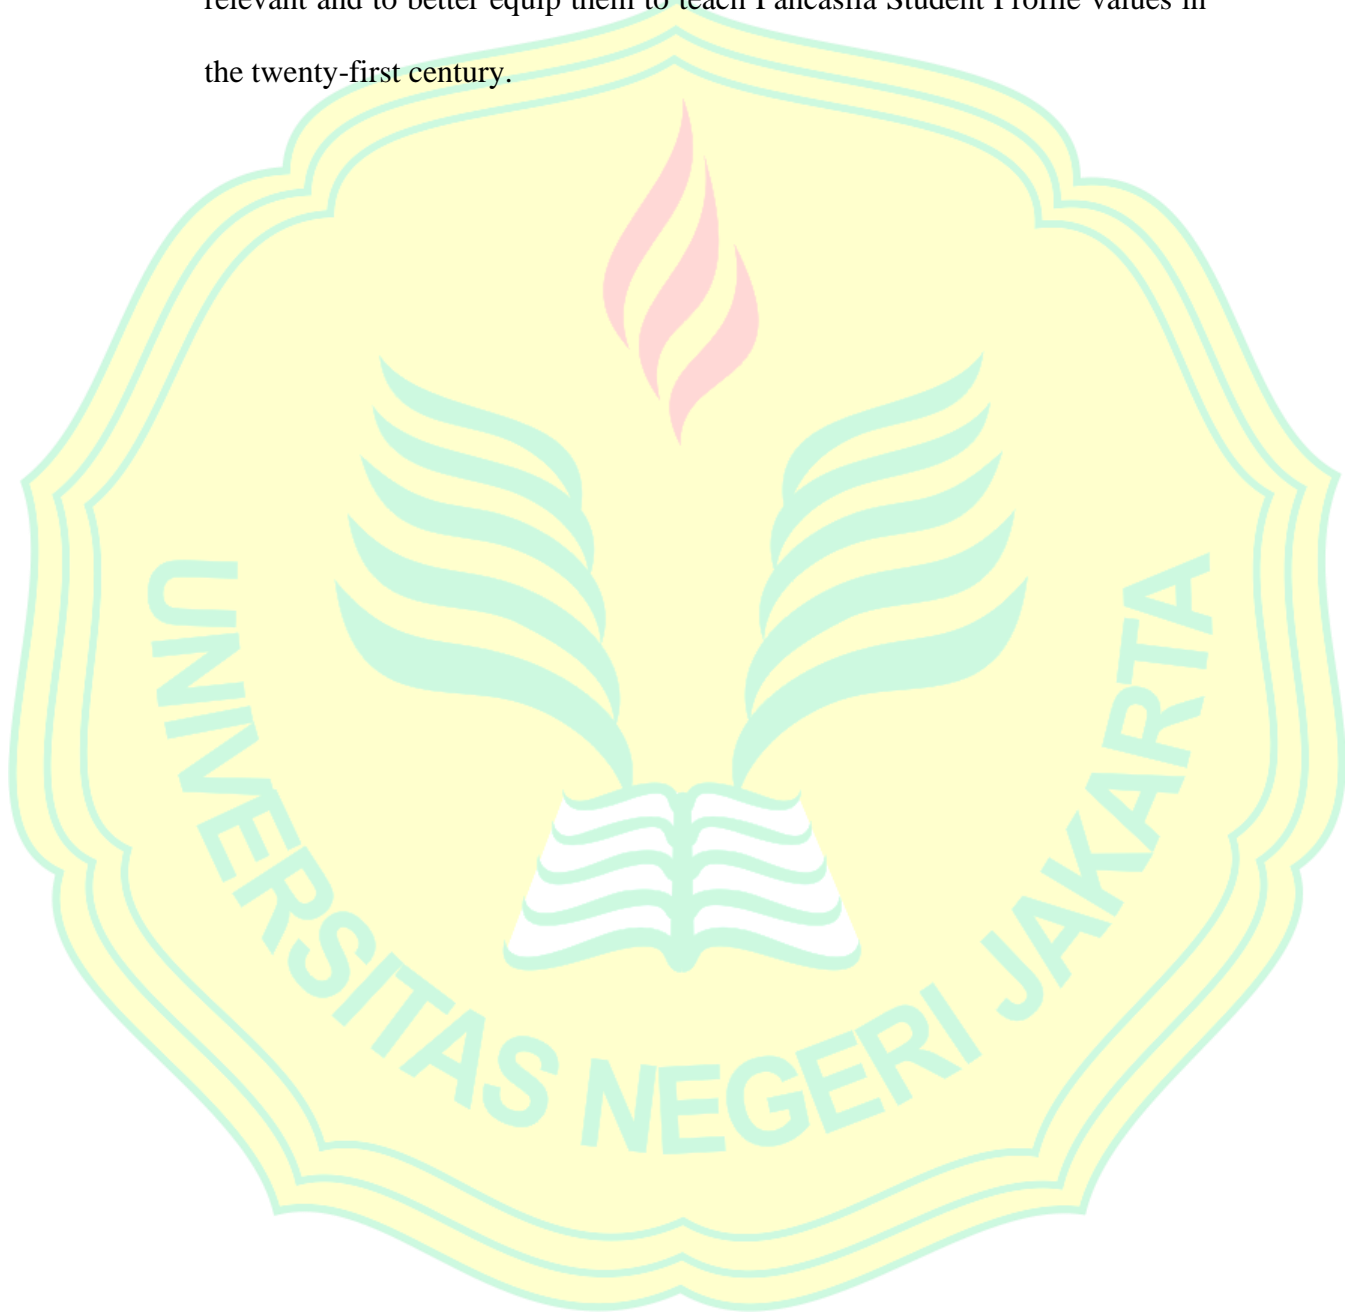 relevant and to better equip them to teach Pancasila Student Profile values in
the twenty-first century.
UNIVERSITAS NEGERI JAKARTA